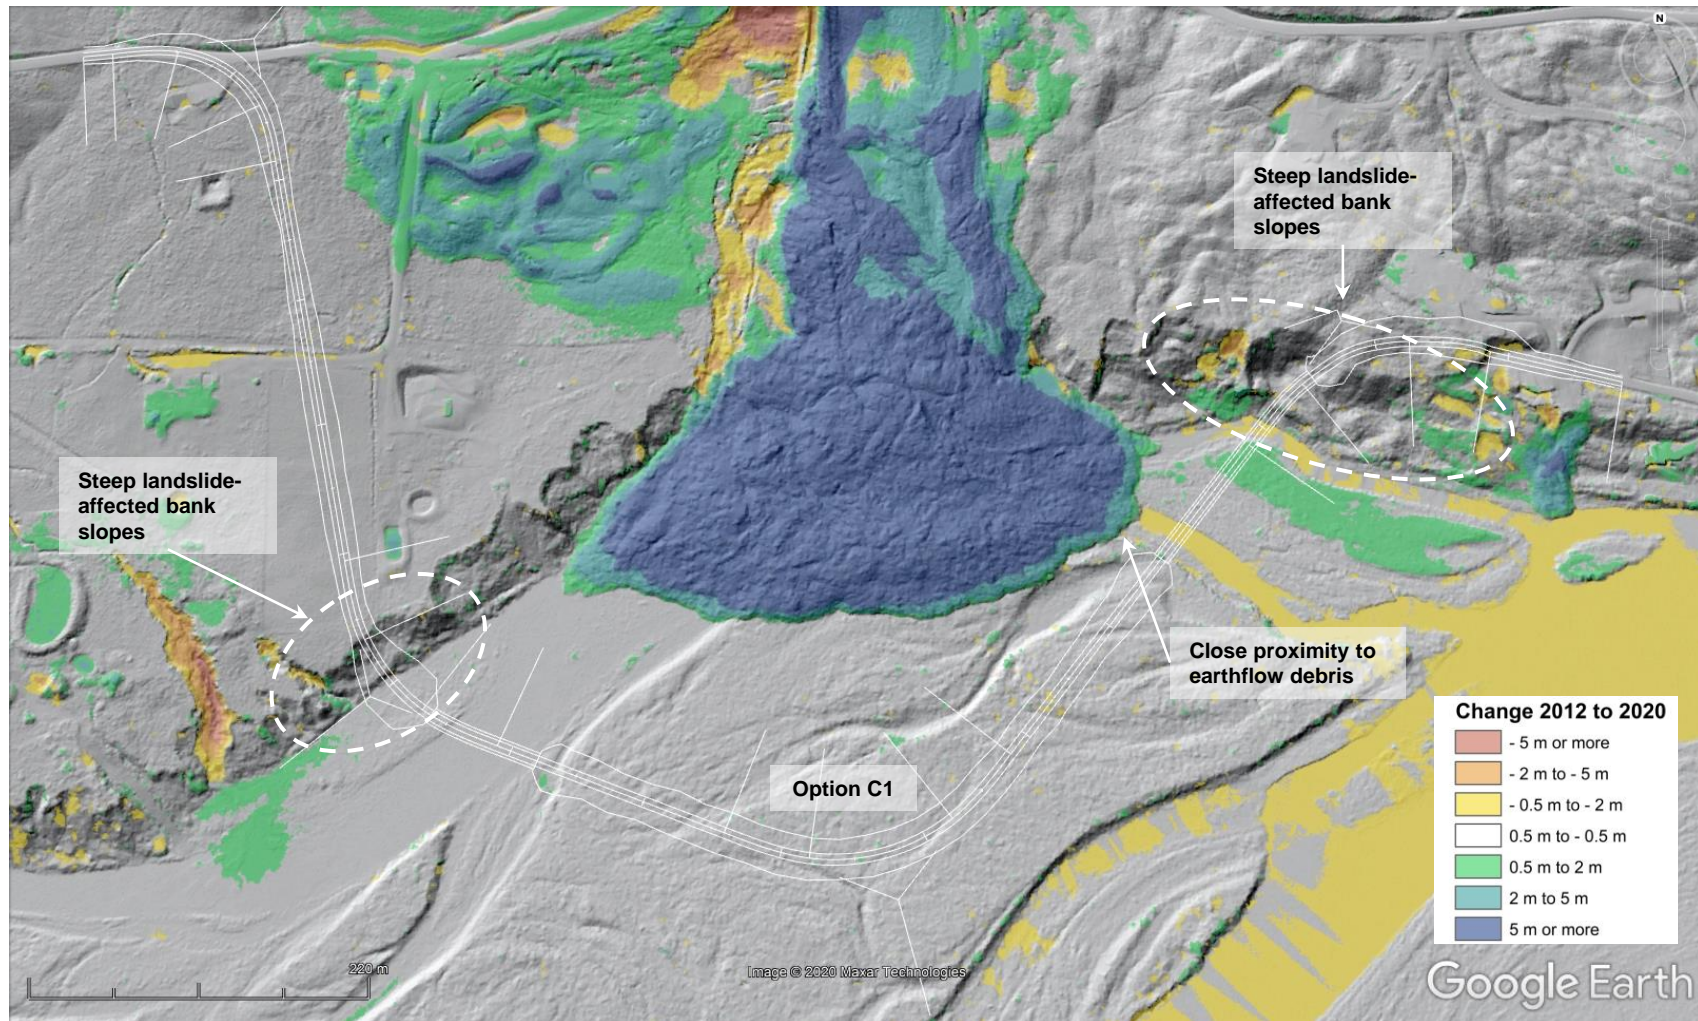 N
Steep landslide-
affected bank
slopes
Steep landslide-
affected bank
slopes
Close proximity to
earthflow debris
Change 2012 to 2020
- 5 m or more
- 2 m to - 5 m
- 0.5 m to - 2 m
0.5 m to - 0.5 m
0.5 m to 2 m
2 m to 5 m
5 m or more
Option C1
220 m
Image © 2020 Maxar Technologies
Google Earth